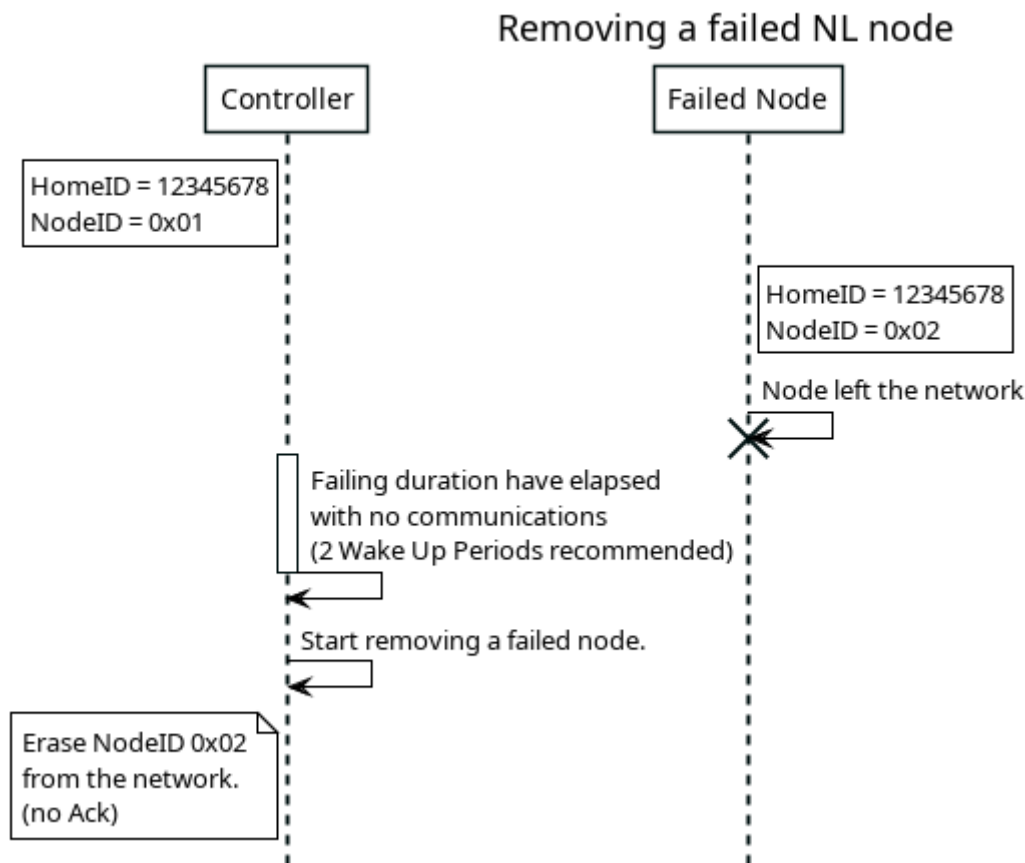 Removing a failed NL node
Controller
Failed Node
HomeID = 12345678
NodeID = 0x01
HomeID = 12345678
NodeID = 0x02
Node left the network
Failing duration have elapsed
with no communications
(2 Wake Up Periods recommended)
Start removing a failed node.
Erase NodeID 0x02
from the network.
(no Ack)